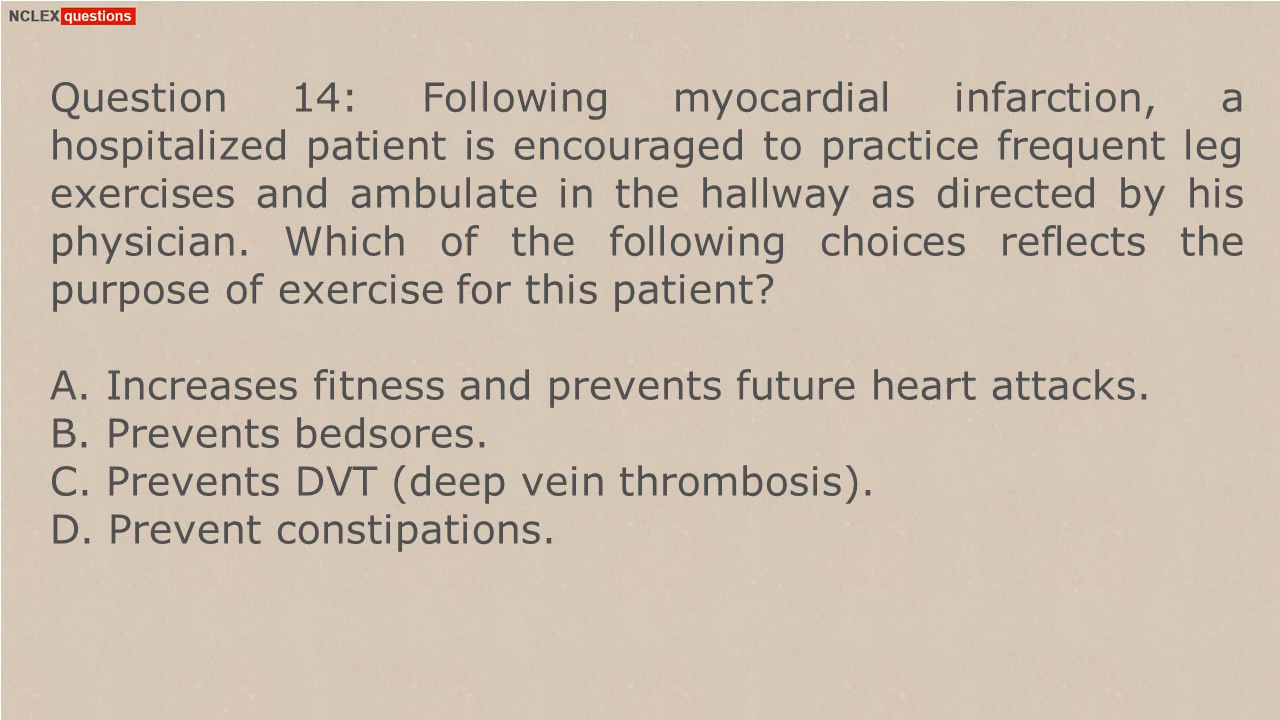 NCLEX questions
Question 14: Following myocardial infarction, a
hospitalized patient is encouraged to practice frequent leg
exercises and ambulate in the hallway as directed by his
physician. Which of the following choices reflects the
purpose of exercise for this patient?
A. Increases fitness and prevents future heart attacks.
B. Prevents bedsores.
C. Prevents DVT (deep vein thrombosis).
D. Prevent constipations.